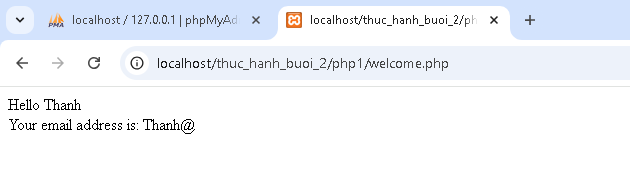 localhost / 127.0.0.1 | phpMyAd
localhost/thuc_hanh_buoi_2/ph
localhost/thuc_hanh_buoi_2/php1/welcome.php
Hello Thanh
Your email address is: Thanh@